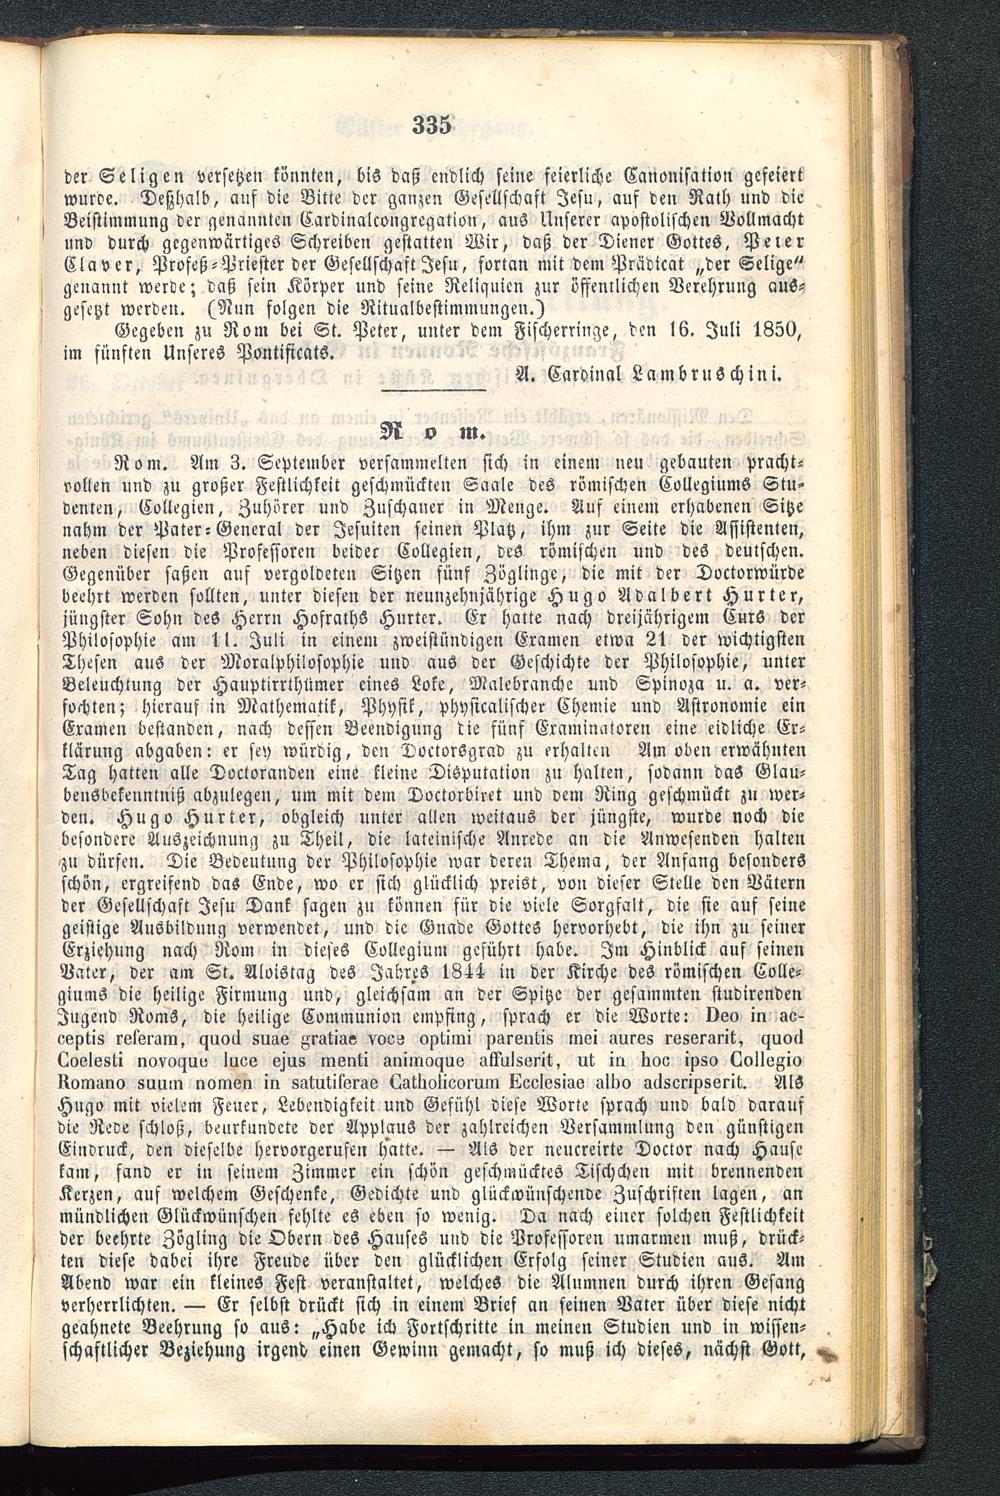 335
der Seligen versetzen könnten, bis daß endlich seine feierliche Canonisation gefeiert
wurde. Deßhalb, auf die Bitte der ganzen Gesellschaft Jesu, auf den Rath und die
Beistimmung der genannten Cardinalcongregation, aus Unserer apostolischen Vollmacht
und durch gegenwärtiges Schreiben gestatten Wir, daß der Diener Gottes, Peter
Claver, Profeß-Priester der Gesellschaft Jesu, fortan mit dem Prädicat „der Selige“
genannt werde; daß sein Körper und seine Reliquien zur öffentlichen Verehrung aus-
gesetzt werden. (Nun folgen die Ritualbestimmungen.)
Gegeben zu Rom bei St. Peter, unter dem Fischerringe, den 16. Juli 1850,
im fünften Unseres Pontificats.
A. Cardinal Lambruschini.
Rom.
Rom. Am 3. September versammelten sich in einem neu gebauten pracht-
vollen und zu großer Festlichkeit geschmückten Saale des römischen Collegiums Stu-
denten, Collegien, Zuhörer und Zuschauer in Menge. Auf einem erhabenen Sitze
nahm der Pater-General der Jesuiten seinen Platz, ihm zur Seite die Assistenten,
neben diesen die Professoren beider Collegien, des römischen und des deutschen.
Gegenüber saßen auf vergoldeten Sitzen fünf Zöglinge, die mit der Doctorwürde
beehrt werden sollten, unter diesen der neunzehnjährige Hugo Adalbert Hurter,
jüngster Sohn des Herrn Hofraths Hurter. Er hatte nach dreijährigem Curs der
Philosophie am 11. Juli in einem zweistündigen Examen etwa 21 der wichtigsten
Thesen aus der Moralphilosophie und aus der Geschichte der Philosophie, unter
Beleuchtung der Hauptirrthümer eines Loke, Malebranche und Spinoza u. a. ver-
fochten; hierauf in Mathematik, Physik, physicalischer Chemie und Astronomie ein
Examen bestanden, nach dessen Beendigung die fünf Examinatoren eine eidliche Er-
klärung abgaben: er sey würdig, den Doctorsgrad zu erhalten Am oben erwähnten
Tag hatten alle Doctoranden eine kleine Disputation zu halten, sodann das Glau-
bensbekenntniß abzulegen, um mit dem Doctorbiret und dem Ring geschmückt zu wer-
den. Hugo Hurter, obgleich unter allen weitaus der jüngste, wurde noch die
besondere Auszeichnung zu Theil, die lateinische Anrede an die Anwesenden halten
zu dürfen. Die Bedeutung der Philosophie war deren Thema, der Anfang besonders
schön, ergreifend das Ende, wo er sich glücklich preist, von dieser Stelle den Vätern
der Gesellschaft Jesu Dank sagen zu können für die viele Sorgfalt, die sie auf seine
geistige Ausbildung verwendet, und die Gnade Gottes hervorhebt, die ihn zu seiner
Erziehung nach Rom in dieses Collegium geführt habe. Im Hinblick auf seinen
Vater, der am St. Aloistag des Jahres 1844 in der Kirche des römischen Colle-
giums die heilige Firmung und, gleichsam an der Spitze der gesammten studirenden
Jugend Roms, die heilige Communion empfing, sprach er die Worte: Deo in ac-
ceptis referam, quod suae gratiae voce optimi parentis mei aures reserarit, quod
Coelesti novoque luce ejus menti animoque affulserit, ut in hoc ipso Collegio
Romano suum nomen in satutiferae Catholicorum Ecclesiae albo adscripserit. Als
Hugo mit vielem Feuer, Lebendigkeit und Gefühl diese Worte sprach und bald darauf
die Rede schloß, beurkundete der Applaus der zahlreichen Versammlung den günstigen
Eindruck, den dieselbe hervorgerufen hatte. — Als der neucreirte Doctor nach Hause
kam, fand er in seinem Zimmer ein schön geschmücktes Tischchen mit brennenden
Kerzen, auf welchem Geschenke, Gedichte und glückwünschende Zuschriften lagen, an
mündlichen Glückwünschen fehlte es eben so wenig. Da nach einer solchen Festlichkeit
der beehrte Zögling die Obern des Hauses und die Professoren umarmen muß, drück-
ten diese dabei ihre Freude über den glücklichen Erfolg seiner Studien aus. Am
Abend war ein kleines Fest veranstaltet, welches die Alumnen durch ihren Gesang
verherrlichten. — Er selbst drückt sich in einem Brief an seinen Vater über diese nicht
geahnete Beehrung so aus: „Habe ich Fortschritte in meinen Studien und in wissen-
schaftlicher Beziehung irgend einen Gewinn gemacht, so muß ich dieses, nächst Gott,